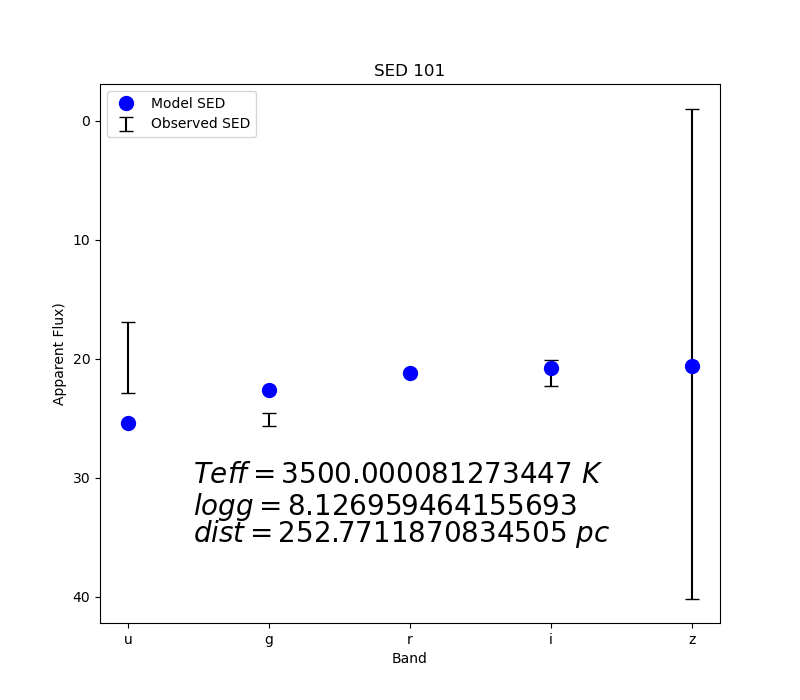 SED 101
Model SED
Observed SED
Apparent Flux)
0
10
20
30
40
Teff = 3500.000081273447 K
logg = 8.126959464155693
dist = 252.7711870834505 pc
u g r i z
Band